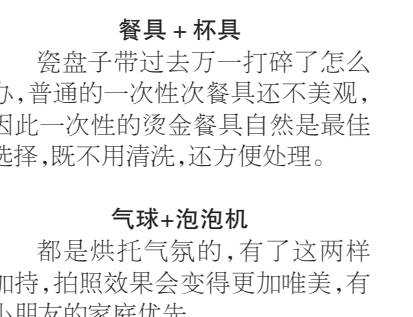 餐具 + 杯具
瓷盘子带过去万一打碎了怎么
办,普通的一次性次餐具还不美观,
因此一次性的烫金餐具自然是最佳
选择,既不用清洗,还方便处理。
气球+泡泡机
都是烘托气氛的,有了这两样
加持,拍照效果会变得更加唯美,有
小朋友的家庭优先